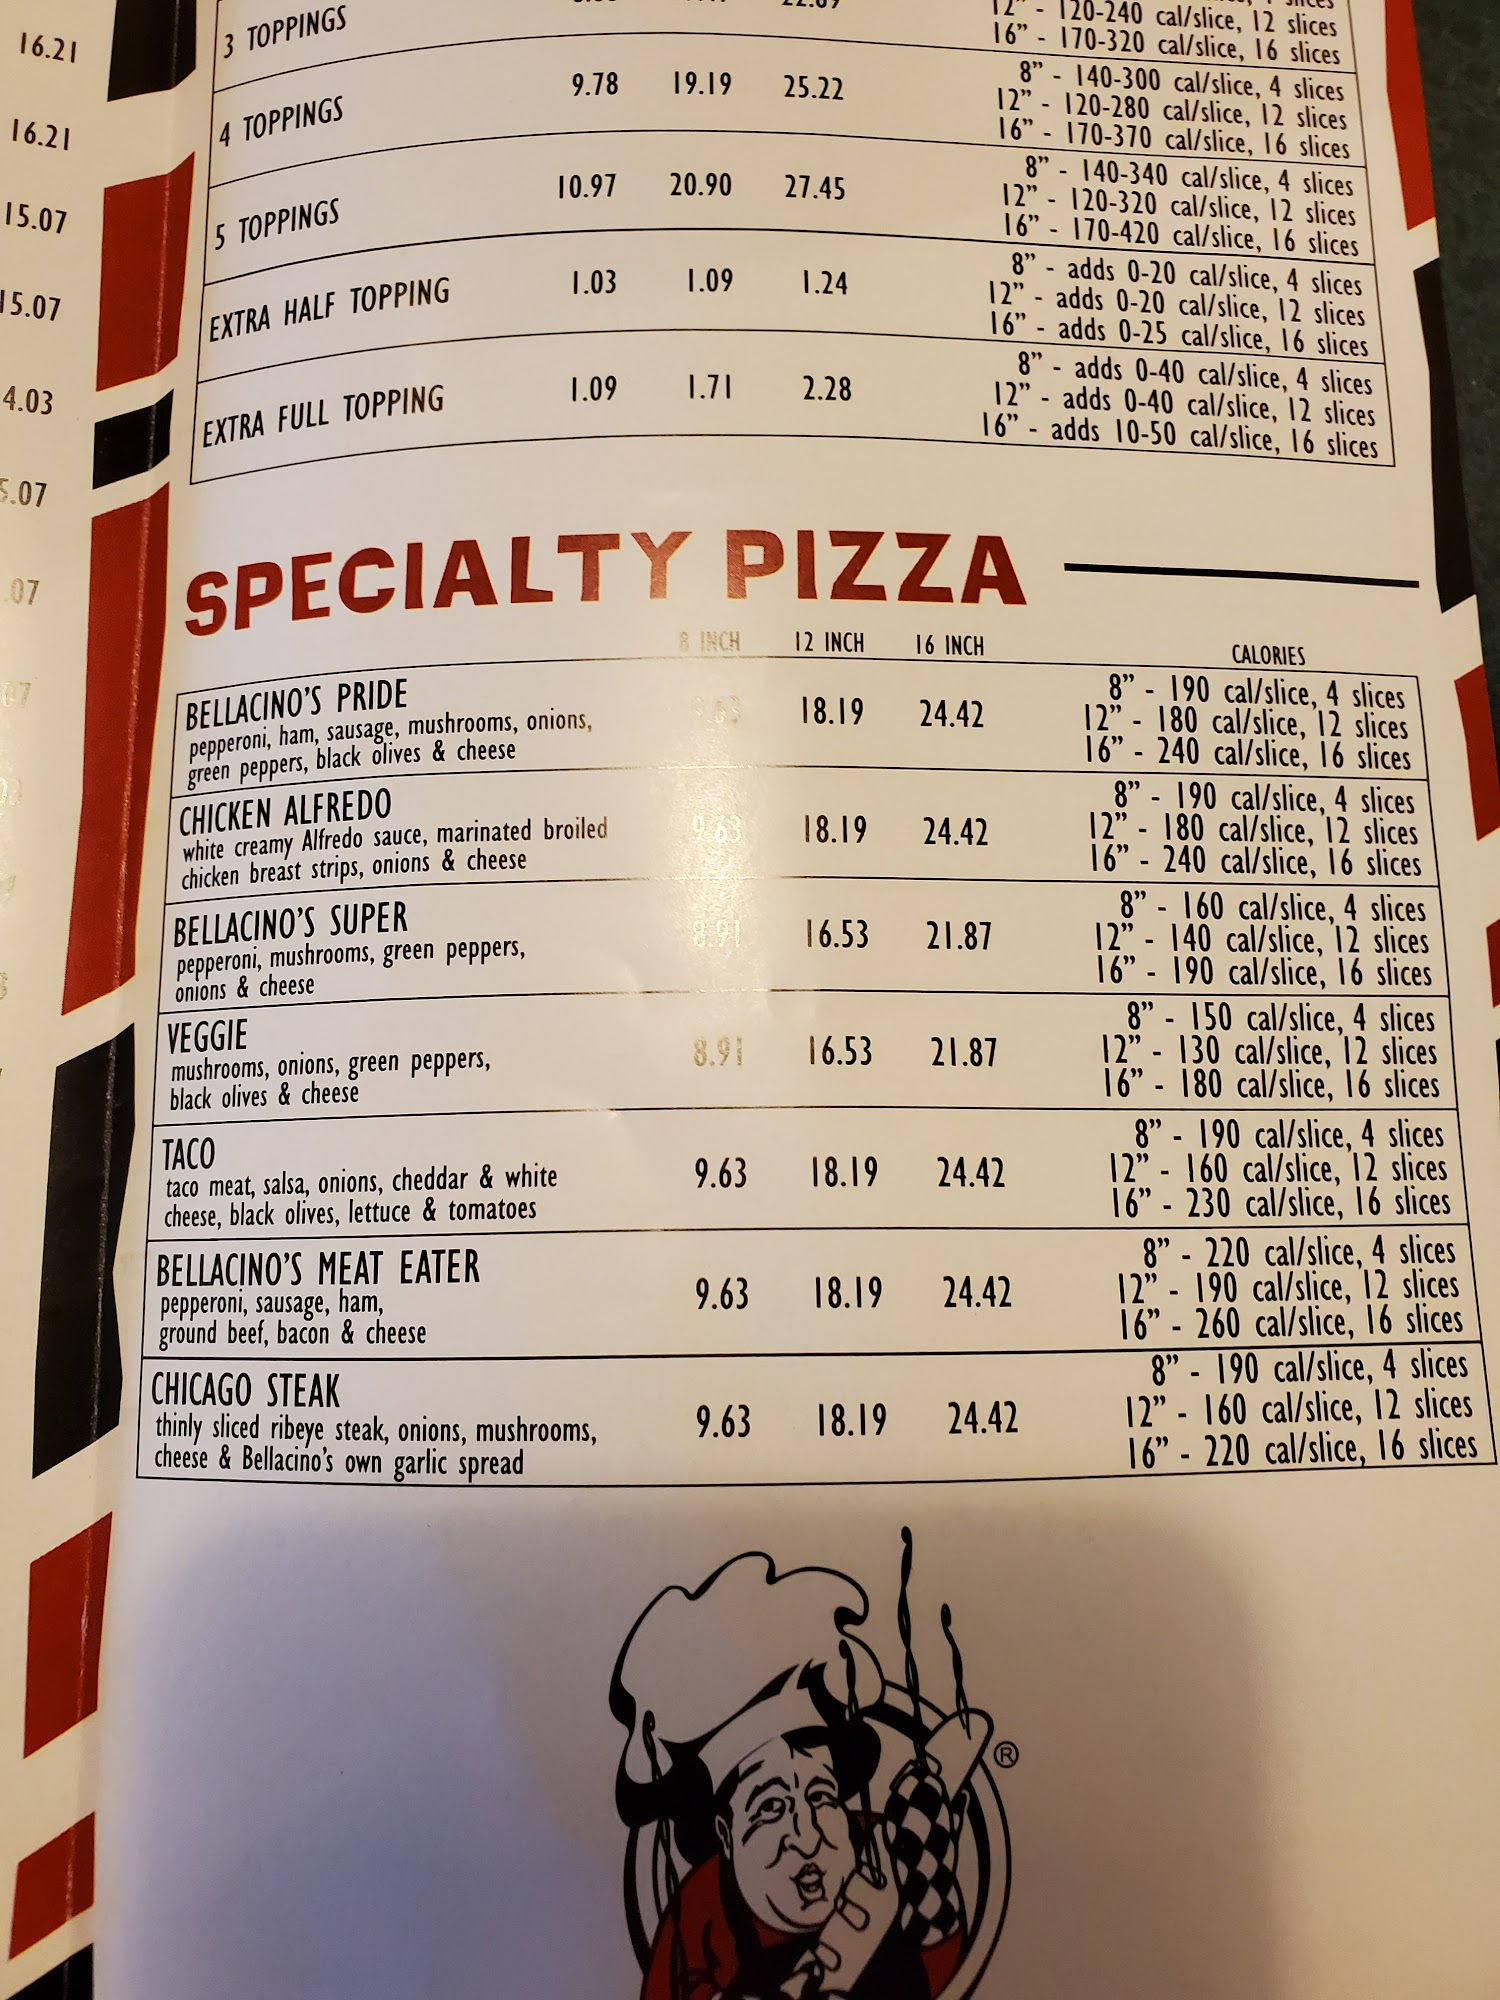 16.21
16.21
15.07
15.07
4.03
5.07
.07
3 TOPPINGS
12" - 120-240 cal/slice, 12 slices
16" - 170-320 cal/slice, 16 slices
4 TOPPINGS 9.78 19.19 25.22
8" - 140-300 cal/slice, 4 slices
12" - 120-280 cal/slice, 12 slices
16" - 170-370 cal/slice, 16 slices
5 TOPPINGS 10.97 20.90 27.45
8" - 140-340 cal/slice, 4 slices
12" - 120-320 cal/slice, 12 slices
16" - 170-420 cal/slice, 16 slices
EXTRA HALF TOPPING 1.03 1.09 1.24
8" - adds 0-20 cal/slice, 4 slices
12" - adds 0-20 cal/slice, 12 slices
16" - adds 0-25 cal/slice, 16 slices
EXTRA FULL TOPPING 1.09 1.71 2.28
8" - adds 0-40 cal/slice, 4 slices
12" - adds 0-40 cal/slice, 12 slices
16" - adds 10-50 cal/slice, 16 slices
SPECIALTY PIZZA
8 INCH 12 INCH 16 INCH CALORIES
BELLACINO'S PRIDE
pepperoni, ham, sausage, mushrooms, onions,
green peppers, black olives & cheese
9.63 18.19 24.42
8" - 190 cal/slice, 4 slices
12" - 180 cal/slice, 12 slices
16" - 240 cal/slice, 16 slices
CHICKEN ALFREDO
white creamy Alfredo sauce, marinated broiled
chicken breast strips, onions & cheese
9.63 18.19 24.42
8" - 190 cal/slice, 4 slices
12" - 180 cal/slice, 12 slices
16" - 240 cal/slice, 16 slices
BELLACINO'S SUPER
pepperoni, mushrooms, green peppers,
onions & cheese
8.91 16.53 21.87
8" - 160 cal/slice, 4 slices
12" - 140 cal/slice, 12 slices
16" - 190 cal/slice, 16 slices
VEGGIE
mushrooms, onions, green peppers,
black olives & cheese
8.91 16.53 21.87
8" - 150 cal/slice, 4 slices
12" - 130 cal/slice, 12 slices
16" - 180 cal/slice, 16 slices
TACO
taco meat, salsa, onions, cheddar & white
cheese, black olives, lettuce & tomatoes
9.63 18.19 24.42
8" - 190 cal/slice, 4 slices
12" - 160 cal/slice, 12 slices
16" - 230 cal/slice, 16 slices
BELLACINO'S MEAT EATER
pepperoni, sausage, ham,
ground beef, bacon & cheese
9.63 18.19 24.42
8" - 220 cal/slice, 4 slices
12" - 190 cal/slice, 12 slices
16" - 260 cal/slice, 16 slices
CHICAGO STEAK
thinly sliced ribeye steak, onions, mushrooms,
cheese & Bellacino's own garlic spread
9.63 18.19 24.42
8" - 190 cal/slice, 4 slices
12" - 160 cal/slice, 12 slices
16" - 220 cal/slice, 16 slices
®